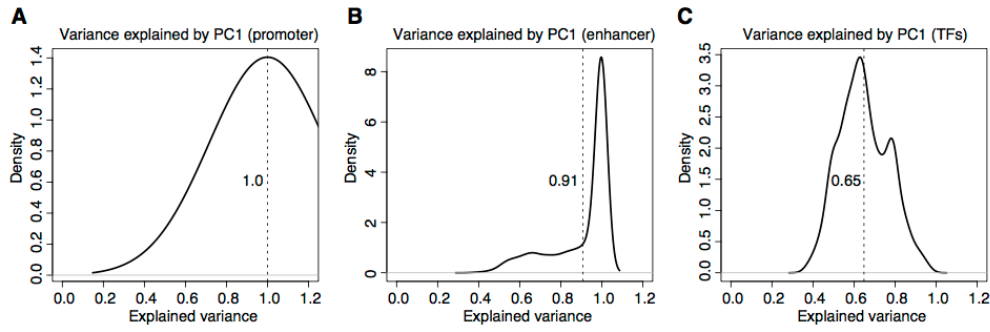 A
Variance explained by PC1 (promoter)
Density
0.0 0.2 0.4 0.6 0.8 1.0 1.2 1.4
1.0
0.0 0.2 0.4 0.6 0.8 1.0 1.2
Explained variance
B
Variance explained by PC1 (enhancer)
Density
0 2 4 6 8
0.91
0.0 0.2 0.4 0.6 0.8 1.0 1.2
Explained variance
C
Variance explained by PC1 (TFs)
Density
0.0 0.5 1.0 1.5 2.0 2.5 3.0 3.5
0.65
0.0 0.2 0.4 0.6 0.8 1.0 1.2
Explained variance